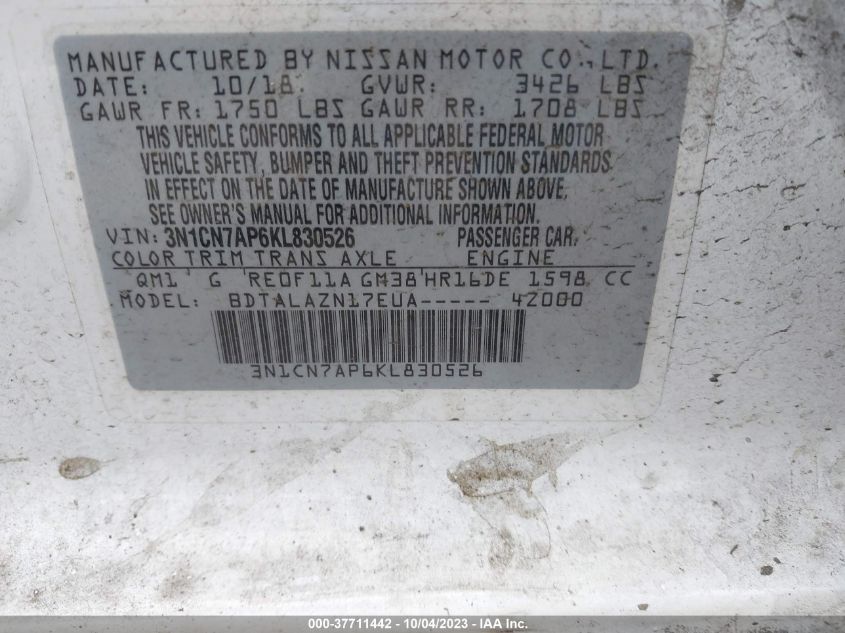 MANUFACTURED BY NISSAN MOTOR CO., LTD.
DATE: 10/18 GVWR: 3426 LBS
GAWR FR: 1750 LBS GAWR RR: 1708 LBS
THIS VEHICLE CONFORMS TO ALL APPLICABLE FEDERAL MOTOR
VEHICLE SAFETY, BUMPER AND THEFT PREVENTION STANDARDS
IN EFFECT ON THE DATE OF MANUFACTURE SHOWN ABOVE.
SEE OWNER'S MANUAL FOR ADDITIONAL INFORMATION.
VIN: 3N1CN7AP6KL830526 PASSENGER CAR.
COLOR TRIM TRANS AXLE ENGINE
QM1 G RE0F11A GM38 HR16DE 1598 CC
MODEL: BDTALAZN17EUA----- 4Z000
3N1CN7AP6KL830526
000-37711442 - 10/04/2023 - IAA Inc.